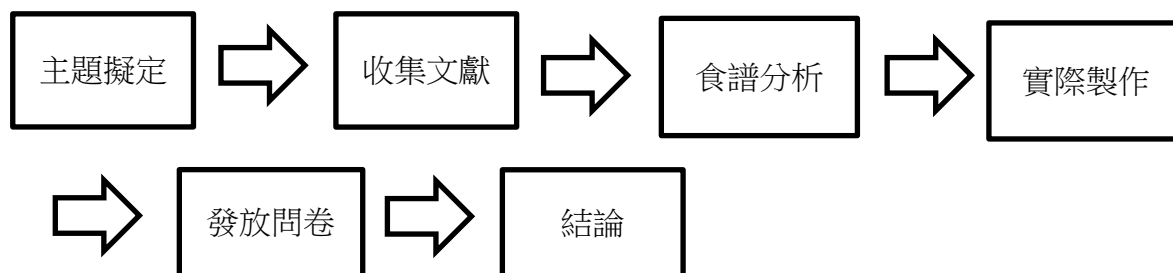 主題擬定
收集文獻
食譜分析
實際製作
發放問卷
結論